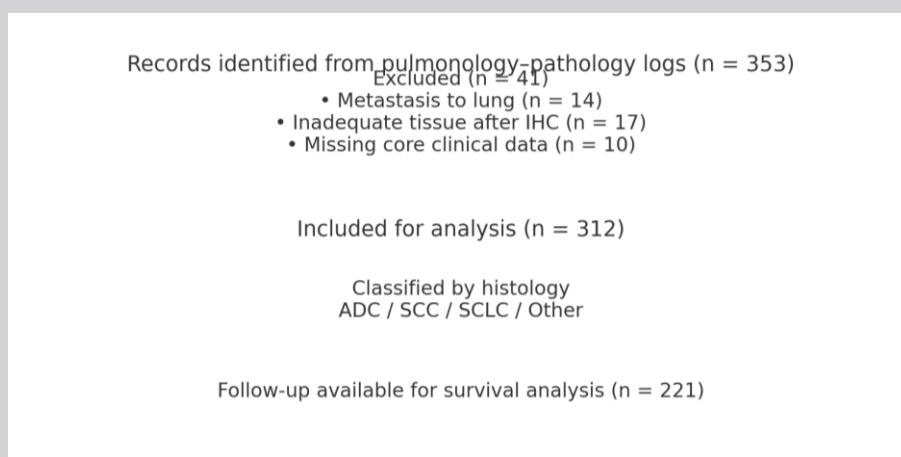 Records identified from pulmonology–pathology logs (n = 353)
Excluded (n = 41)
• Metastasis to lung (n = 14)
• Inadequate tissue after IHC (n = 17)
• Missing core clinical data (n = 10)
Included for analysis (n = 312)
Classified by histology
ADC / SCC / SCLC / Other
Follow-up available for survival analysis (n = 221)